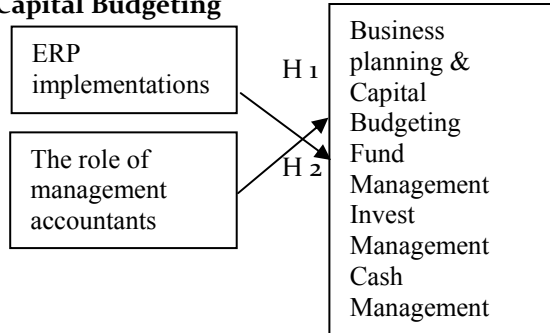 Capital Budgeting
ERP
implementations
The role of
management
accountants
H 1
H 2
Business
planning &
Capital
Budgeting
Fund
Management
Invest
Management
Cash
Management